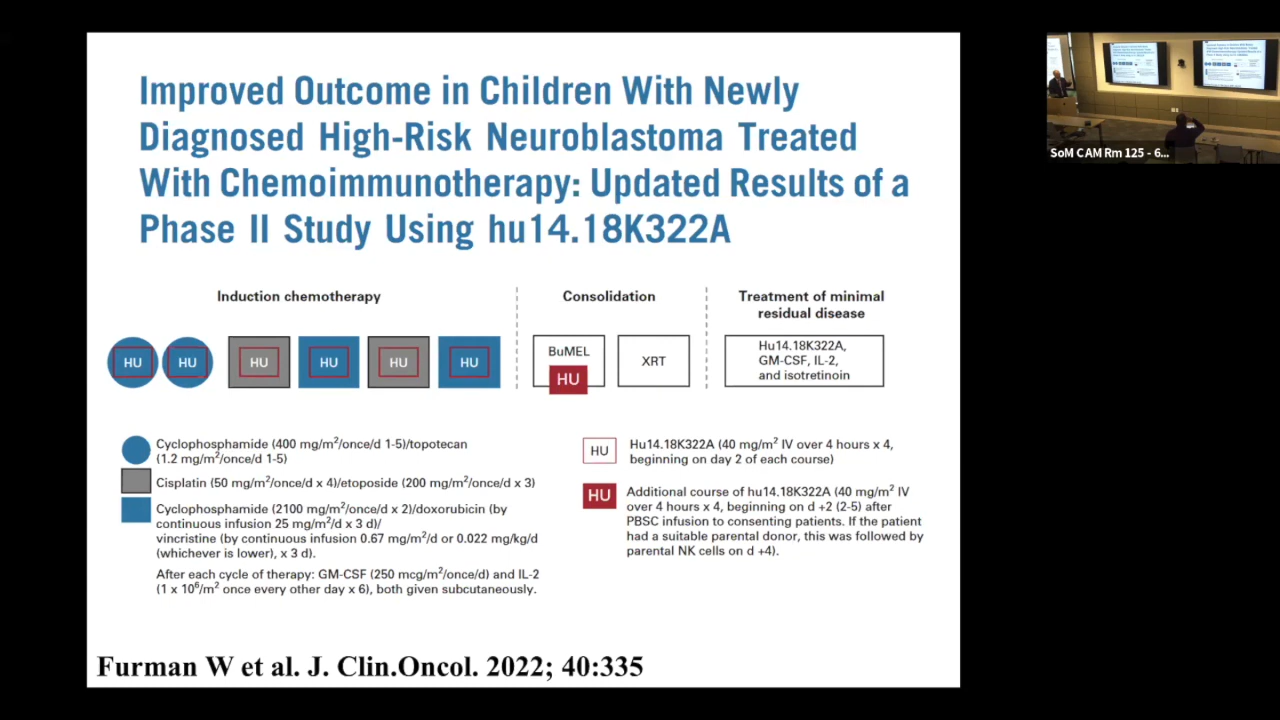 Improved Outcome in Children With Newly
Diagnosed High-Risk Neuroblastoma Treated
With Chemoimmunotherapy: Updated Results of a
Phase II Study Using hu14.18K322A
Induction chemotherapy
Consolidation
Treatment of minimal
residual disease
HU
HU
HU
HU
HU
HU
BuMEL
HU
XRT
Hu14.18K322A,
GM-CSF, IL-2,
and isotretinoin
Cyclophosphamide (400 mg/m²/once/d 1-5)/topotecan
(1.2 mg/m²/once/d 1-5)
Cisplatin (50 mg/m²/once/d x 4)/etoposide (200 mg/m²/once/d x 3)
Cyclophosphamide (2100 mg/m²/once/d x 2)/doxorubicin (by
continuous infusion 25 mg/m²/d x 3 d)/
vincristine (by continuous infusion 0.67 mg/m²/d or 0.022 mg/kg/d
(whichever is lower), x 3 d).
After each cycle of therapy: GM-CSF (250 mcg/m²/once/d) and IL-2
(1 x 10⁶/m² once every other day x 6), both given subcutaneously.
HU
Hu14.18K322A (40 mg/m² IV over 4 hours x 4,
beginning on day 2 of each course)
HU
Additional course of hu14.18K322A (40 mg/m² IV
over 4 hours x 4, beginning on d +2 (2-5) after
PBSC infusion to consenting patients. If the patient
had a suitable parental donor, this was followed by
parental NK cells on d +4).
Furman W et al. J. Clin.Oncol. 2022; 40:335
SoM CAM Rm 125 - 6...